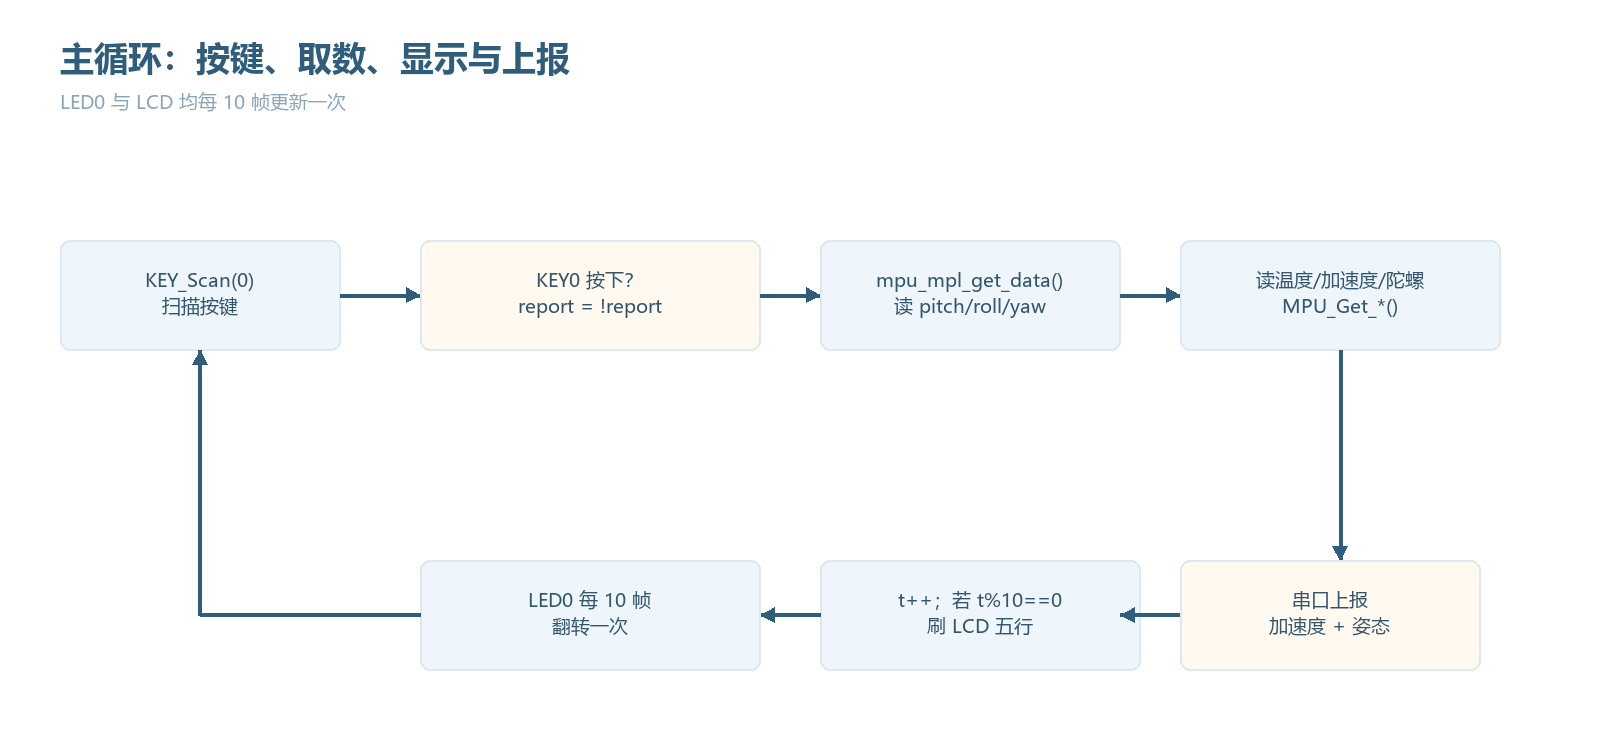 主循环：按键、取数、显示与上报
LED0 与 LCD 均每 10 帧更新一次
KEY_Scan(0)
扫描按键
KEY0 按下?
report = !report
mpu_mpl_get_data()
读 pitch/roll/yaw
读温度/加速度/陀螺
MPU_Get_*()
LED0 每 10 帧
翻转一次
t++；若 t%10==0
刷 LCD 五行
串口上报
加速度 + 姿态